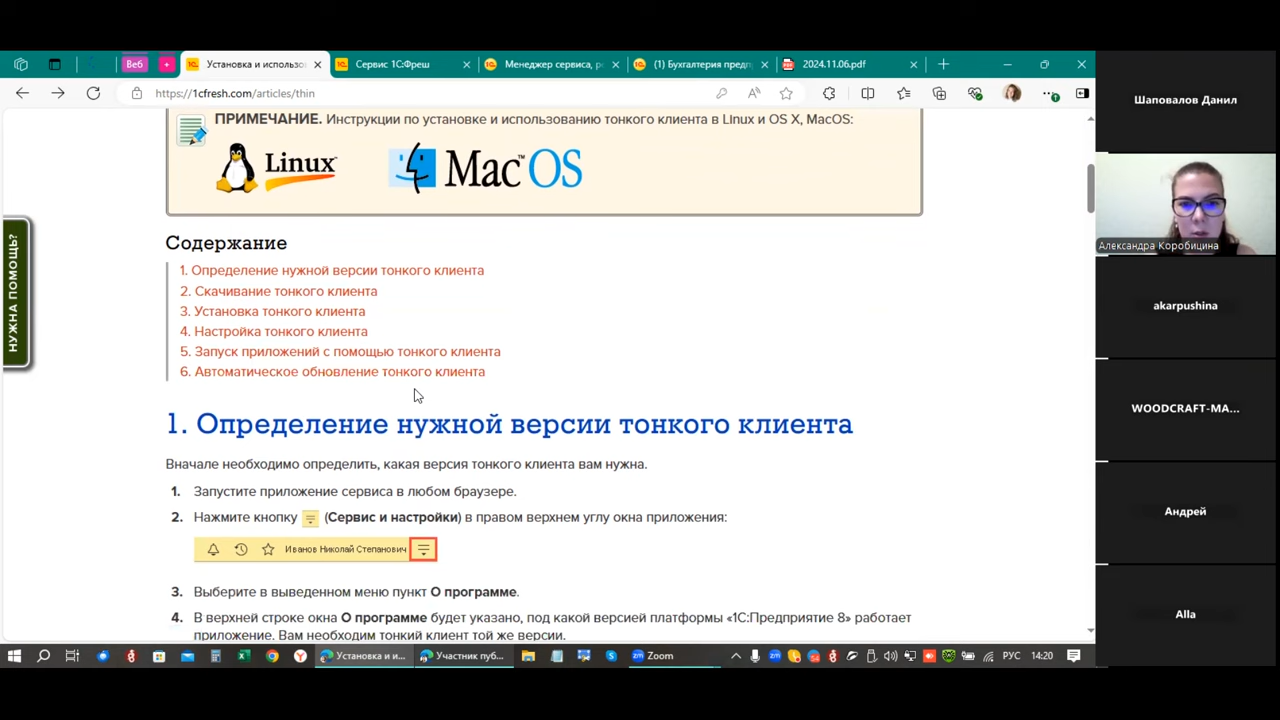 Веб
Установка и использо
Сервис 1С:Фреш
Менеджер сервиса, р
(1) Бухгалтерия предп
2024.11.06.pdf
https://1cfresh.com/articles/thin
ПРИМЕЧАНИЕ. Инструкции по установке и использованию тонкого клиента в Linux и OS X, MacOS:
Linux
Mac OS
Содержание
1. Определение нужной версии тонкого клиента
2. Скачивание тонкого клиента
3. Установка тонкого клиента
4. Настройка тонкого клиента
5. Запуск приложений с помощью тонкого клиента
6. Автоматическое обновление тонкого клиента
НУЖНА ПОМОЩЬ?
1. Определение нужной версии тонкого клиента
Вначале необходимо определить, какая версия тонкого клиента вам нужна.
1. Запустите приложение сервиса в любом браузере.
2. Нажмите кнопку (Сервис и настройки) в правом верхнем углу окна приложения:
Иванов Николай Степанович
3. Выберите в выведенном меню пункт О программе.
4. В верхней строке окна О программе будет указано, под какой версией платформы «1С:Предприятие 8» работает
приложение. Вам необходим тонкий клиент той же версии.
Установка и и...
Участник пуб...
Zoom
РУС
14:20
Шаповалов Данил
Александра Коробицина
akarpushina
WOODCRAFT-MA...
Андрей
Alla